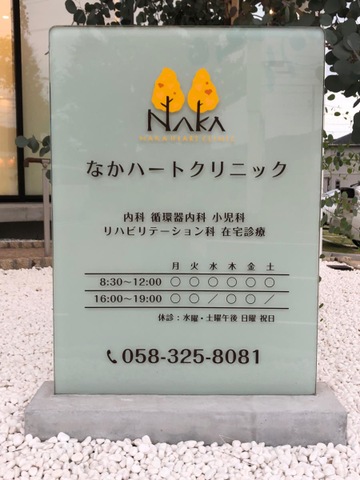 NAKA
NAKA HEART CLINIC
なかハートクリニック
内科 循環器内科 小児科
リハビリテーション科 在宅診療
月 火 水 木 金 土
8:30〜12:00 ○ ○ ○ ○ ○ ○
16:00〜19:00 ○ ○ / ○ ○ /
休診：水曜・土曜午後 日曜 祝日
058-325-8081